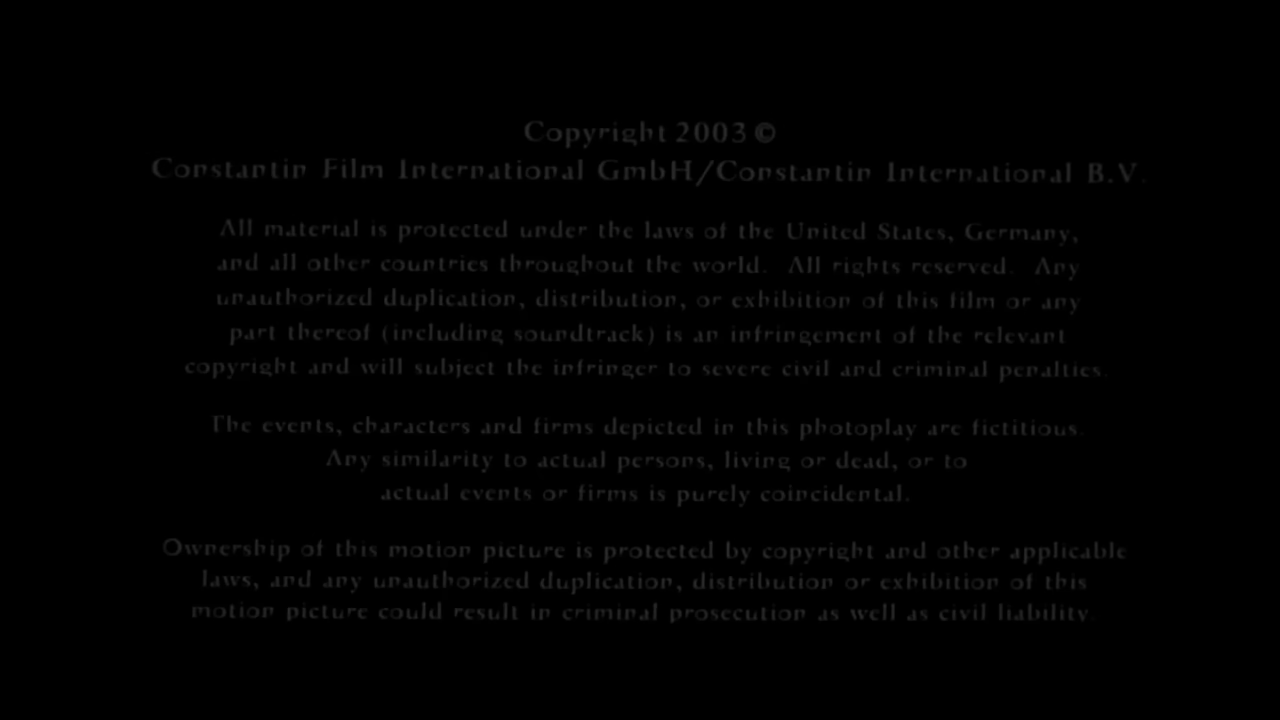 Copyright 2003 ©
Constantin Film International GmbH/Constantin International B.V.
All material is protected under the laws of the United States, Germany,
and all other countries throughout the world. All rights reserved. Any
unauthorized duplication, distribution, or exhibition of this film or any
part thereof (including soundtrack) is an infringement of the relevant
copyright and will subject the infringer to severe civil and criminal penalties.
The events, characters and firms depicted in this photoplay are fictitious.
Any similarity to actual persons, living or dead, or to
actual events or firms is purely coincidental.
Ownership of this motion picture is protected by copyright and other applicable
laws, and any unauthorized duplication, distribution or exhibition of this
motion picture could result in criminal prosecution as well as civil liability.